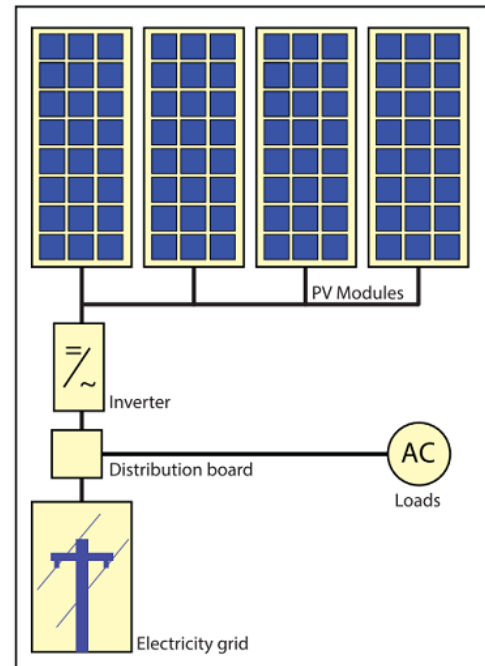 PV Modules
Inverter
Distribution board
AC
Loads
Electricity grid